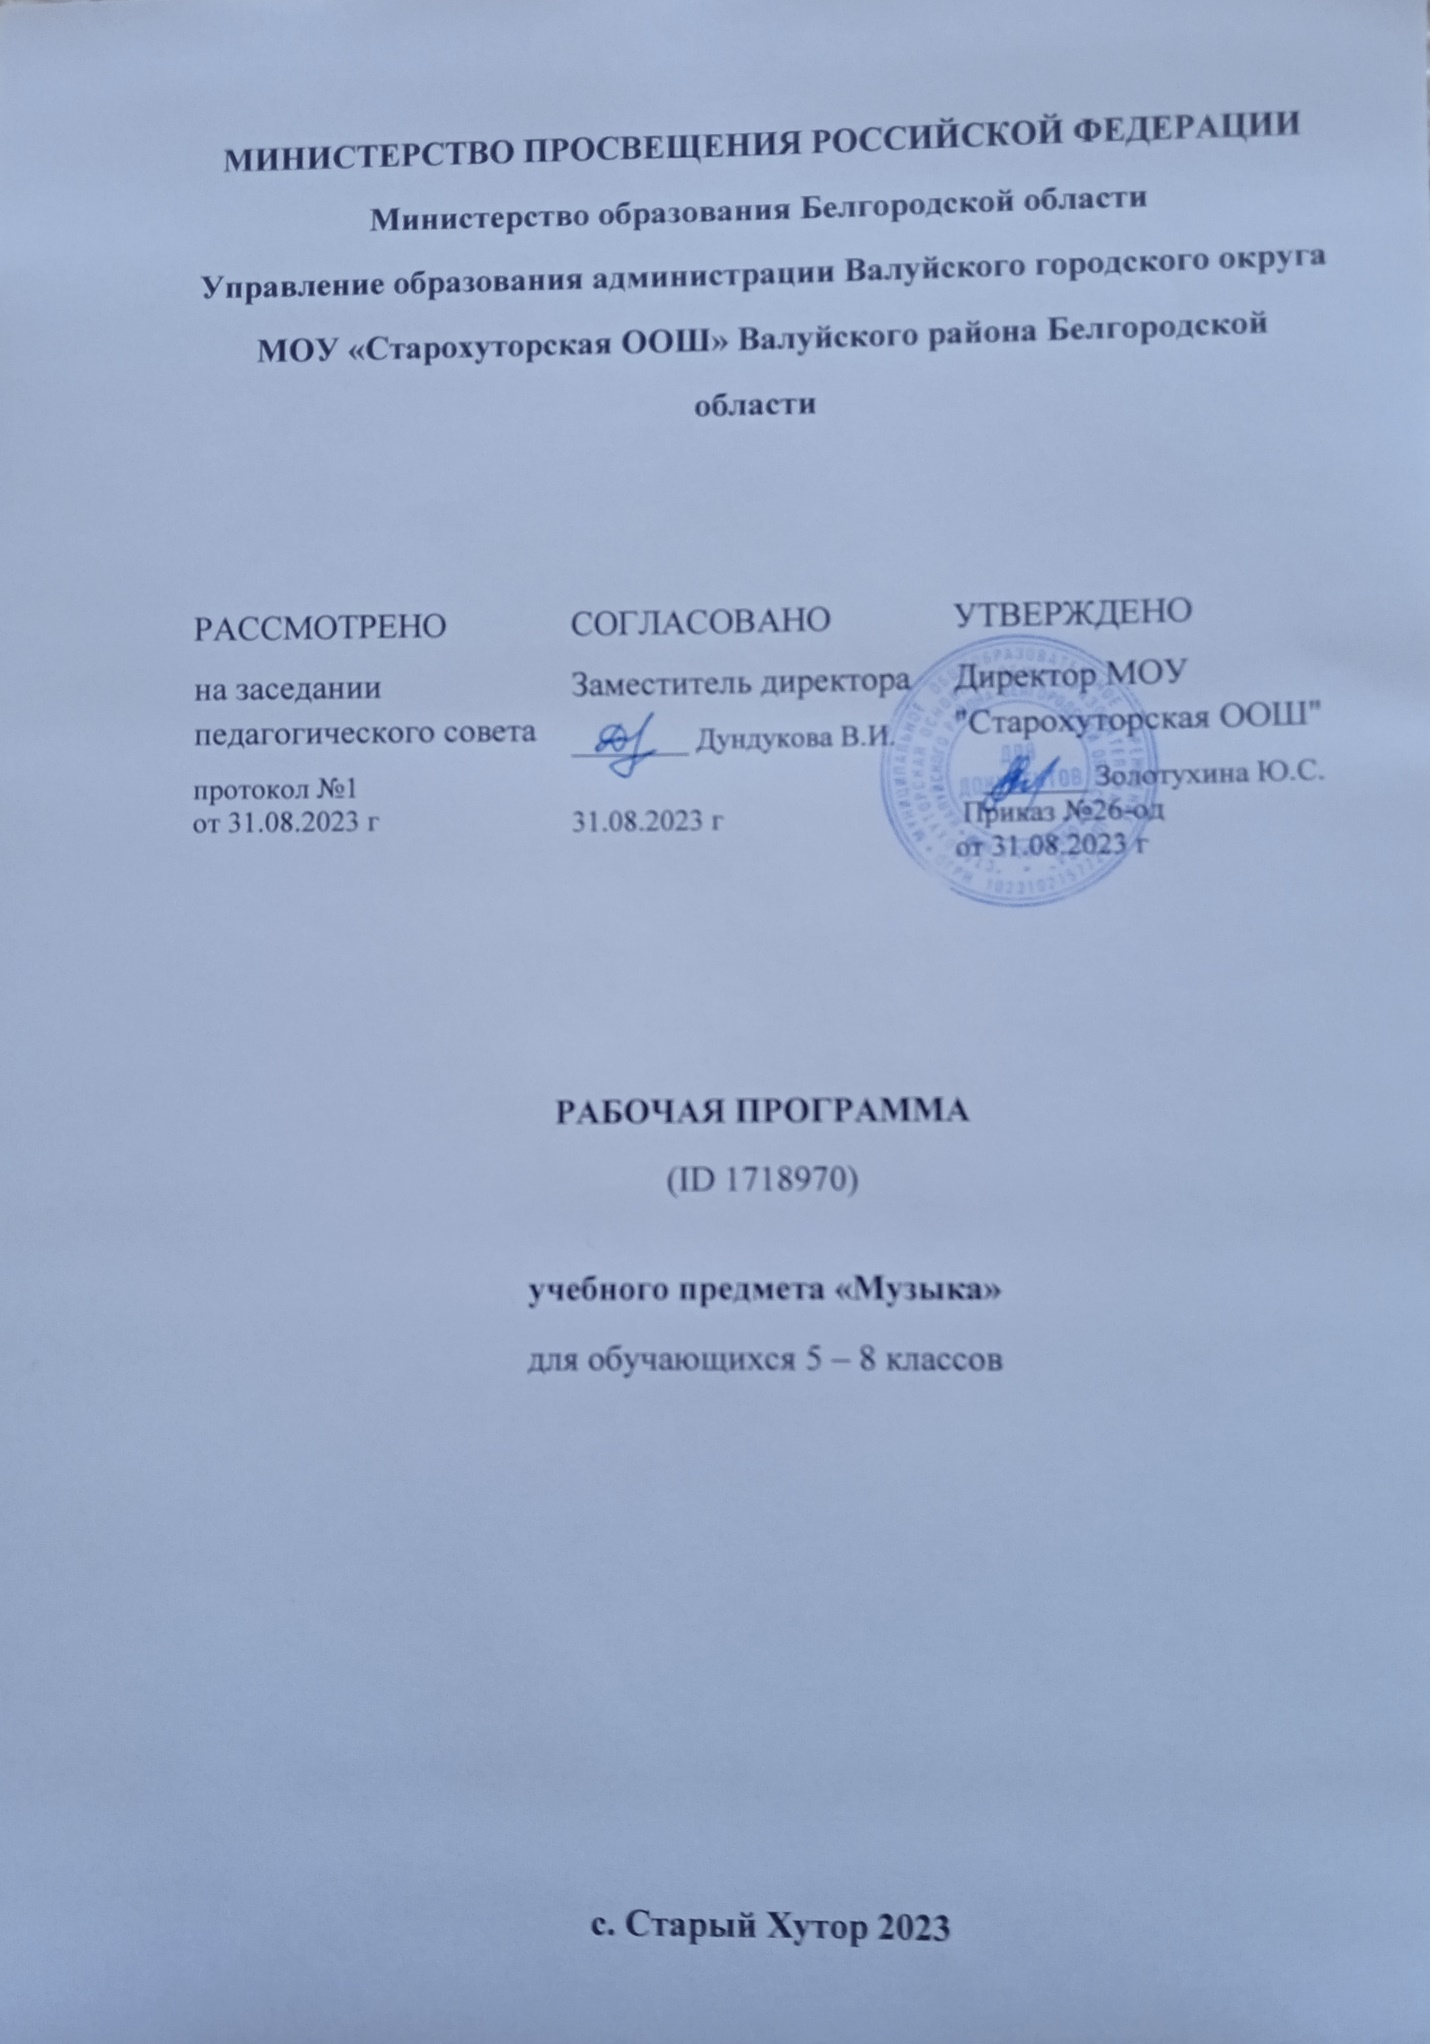 МИНИСТЕРСТВО ПРОСВЕЩЕНИЯ РОССИЙСКОЙ ФЕДЕРАЦИИ
Министерство образования Белгородской области
Управление образования администрации Валуйского городского округа
МОУ «Старохуторская ООШ» Валуйского района Белгородской
области
РАССМОТРЕНО
на заседании
педагогического совета
протокол №1
от 31.08.2023 г
СОГЛАСОВАНО
Заместитель директора
Дундукова В.И.
31.08.2023 г
УТВЕРЖДЕНО
Директор МОУ
"Старохуторская ООШ"
Золотухина Ю.С.
Приказ №26-од
от 31.08.2023 г
ДЛЯ
ДОКУМЕНТОВ
РАБОЧАЯ ПРОГРАММА
(ID 1718970)
учебного предмета «Музыка»
для обучающихся 5 – 8 классов
с. Старый Хутор 2023